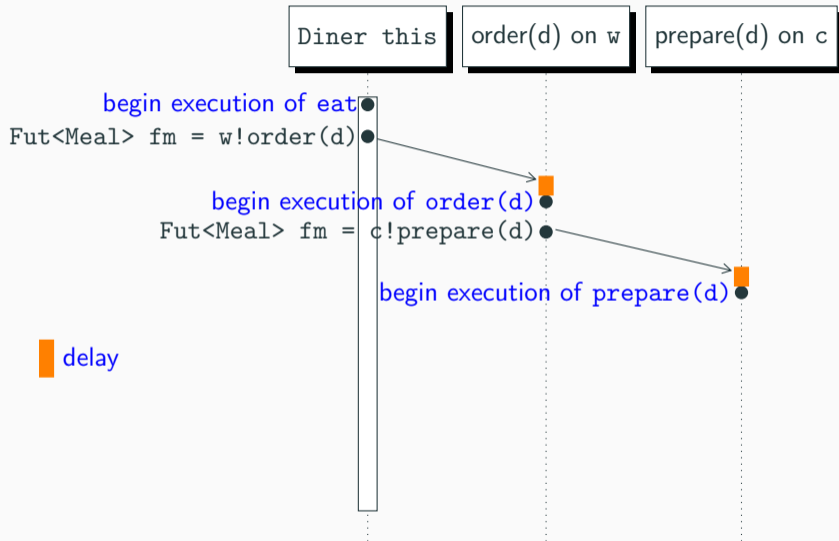 Diner this
order(d) on w
prepare(d) on c
begin execution of eat
Fut<Meal> fm = w!order(d)
begin execution of order(d)
Fut<Meal> fm = c!prepare(d)
begin execution of prepare(d)
delay